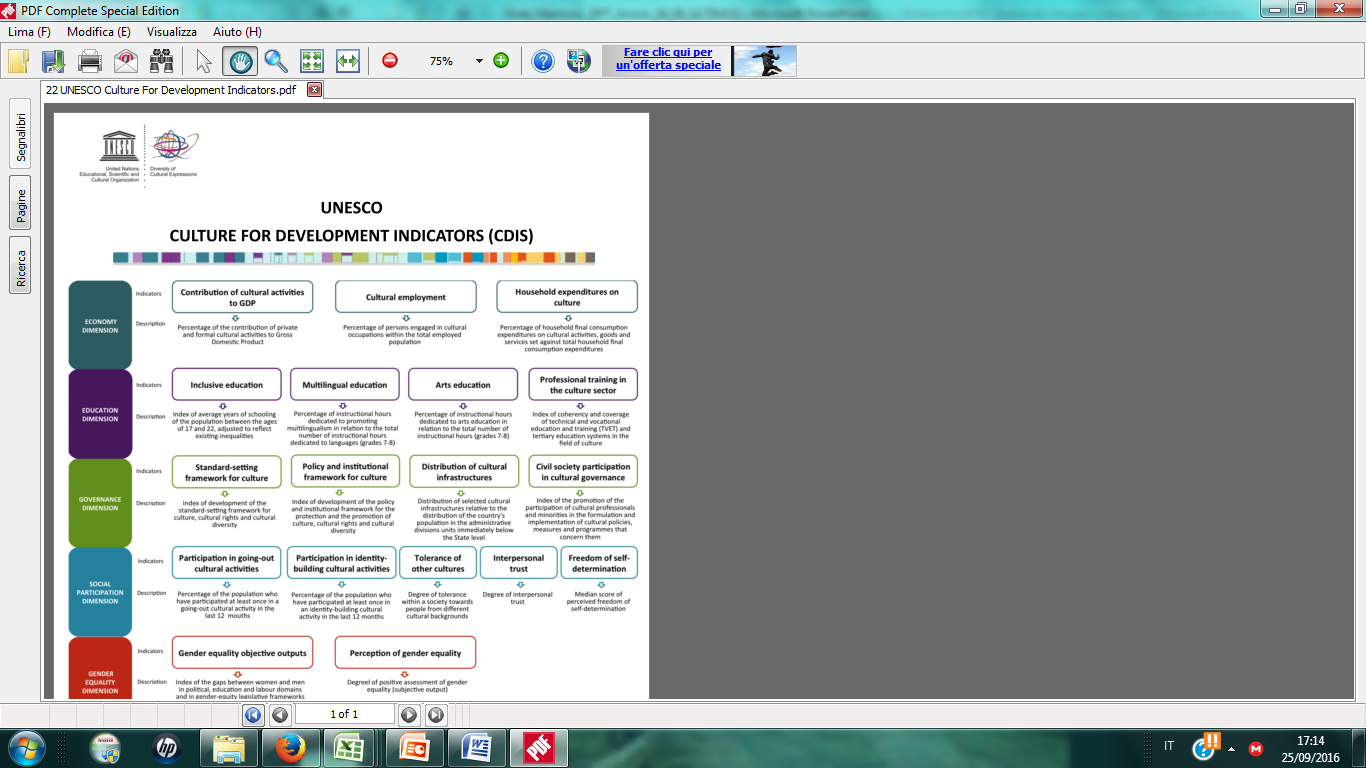 PDF Complete Special Edition
Lima (F) Modifica (E) Visualizza Aiuto (H)
75%
Fare clic qui per
un'offerta speciale
22 UNESCO Culture For Development Indicators.pdf
Segnalibri
Pagine
Ricerca
United Nations
Educational, Scientific and
Cultural Organization
Diversity of
Cultural Expressions
UNESCO
CULTURE FOR DEVELOPMENT INDICATORS (CDIS)
ECONOMY
DIMENSION
Indicators
Contribution of cultural activities
to GDP
Cultural employment
Household expenditures on
culture
Description
Percentage of the contribution of private
and formal cultural activities to Gross
Domestic Product
Percentage of persons engaged in cultural
occupations within the total employed
population
Percentage of household final consumption
expenditures on cultural activities, goods and
services set against total household final
consumption expenditures
EDUCATION
DIMENSION
Indicators
Inclusive education
Multilingual education
Arts education
Professional training in
the culture sector
Description
Index of average years of schooling
of the population between the ages
of 17 and 22, adjusted to reflect
existing inequalities
Percentage of instructional hours
dedicated to promoting
multilingualism in relation to the total
number of instructional hours
dedicated to languages (grades 7-8)
Percentage of instructional hours
dedicated to arts education in
relation to the total number of
instructional hours (grades 7-8)
Index of coherency and coverage
of technical and vocational
education and training (TVET) and
tertiary education systems in the
field of culture
GOVERNANCE
DIMENSION
Indicators
Standard-setting
framework for culture
Policy and institutional
framework for culture
Distribution of cultural
infrastructures
Civil society participation
in cultural governance
Description
Index of development of the
standard-setting framework for
culture, cultural rights and cultural
diversity
Index of development of the policy
and institutional framework for the
protection and the promotion of
culture, cultural rights and cultural
diversity
Distribution of selected cultural
infrastructures relative to the
distribution of the country's
population in the administrative
divisions units immediately below
the State level
Index of the promotion of the
participation of cultural professionals
and minorities in the formulation and
implementation of cultural policies,
measures and programmes that
concern them
SOCIAL
PARTICIPATION
DIMENSION
Indicators
Participation in going-out
cultural activities
Participation in identity-
building cultural activities
Tolerance of
other cultures
Interpersonal
trust
Freedom of self-
determination
Description
Percentage of the population who
have participated at least once in a
going-out cultural activity in the
last 12 mouths
Percentage of the population who
have participated at least once in
an identity-building cultural
activity in the last 12 months
Degree of tolerance
within a society towards
people from different
cultural backgrounds
Degree of interpersonal
trust
Median score of
perceived freedom of
self-determination
GENDER
EQUALITY
DIMENSION
Indicators
Gender equality objective outputs
Perception of gender equality
Description
Index of the gaps between women and men
in political, education and labour domains
and in gender-equity legislative frameworks
Degreel of positive assessment of gender
equality (subjective output)
1 of 1
IT
17:14
25/09/2016